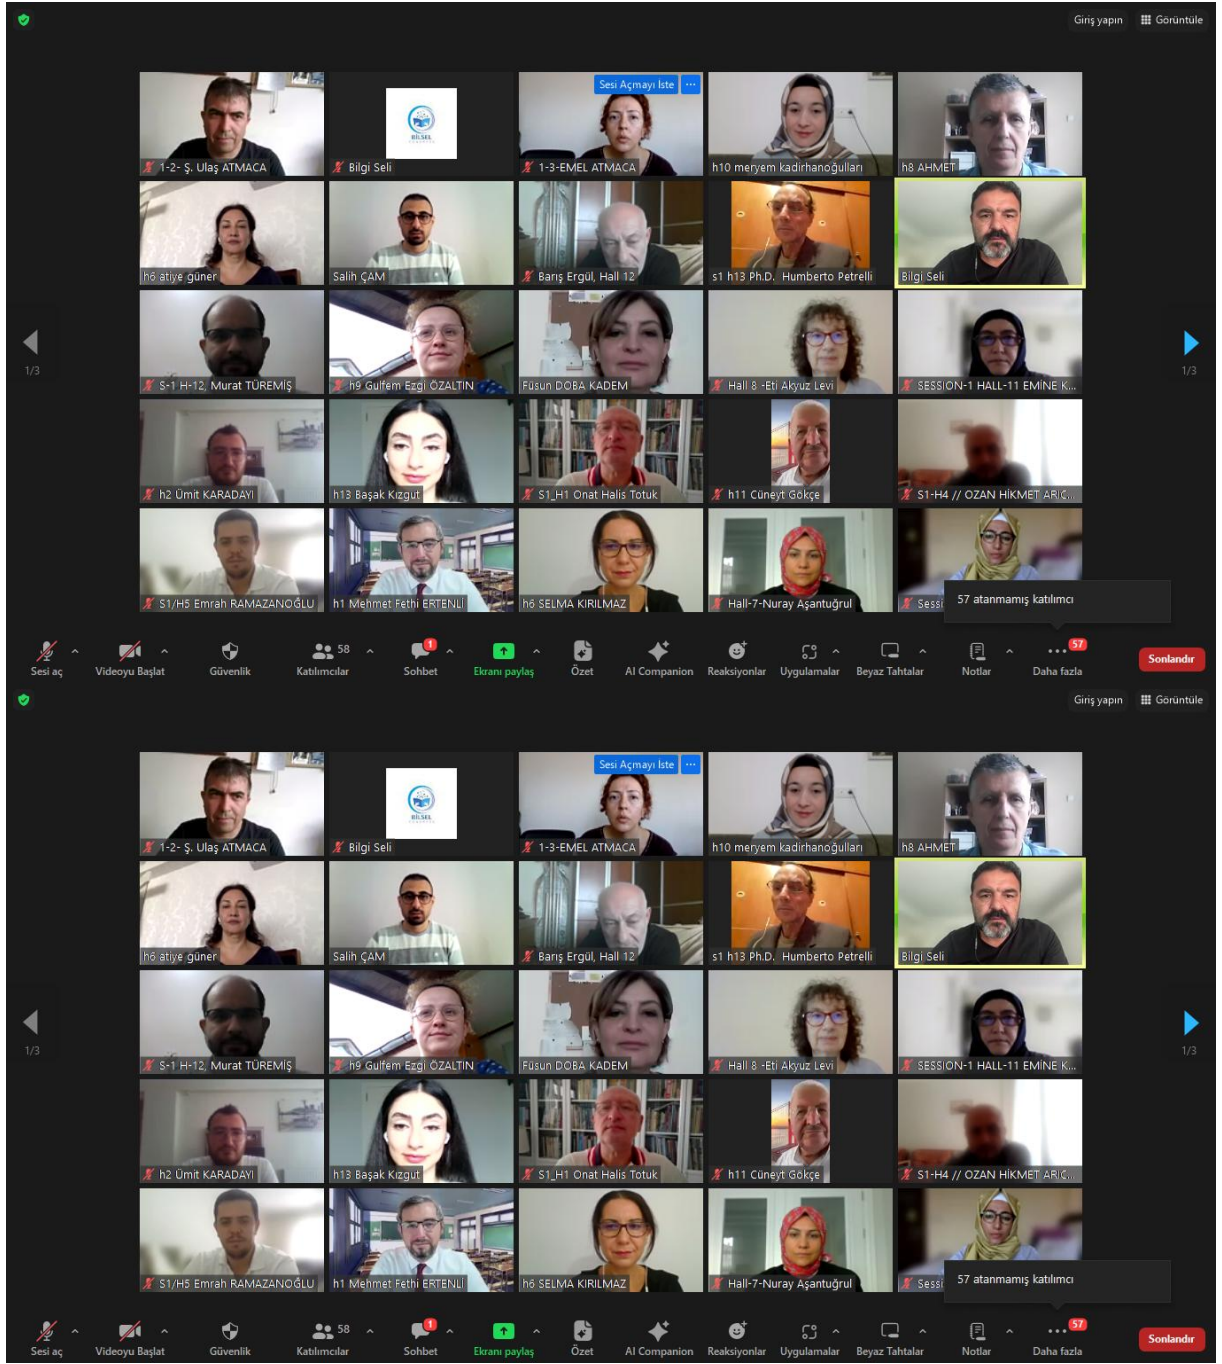 Giriş yapın Görüntüle
Sesi Açmayı İste ...
BİLSEL
1-2- Ş. Ulaş ATMACA Bilgi Seli 1-3-EMEL ATMACA h10 meryem kadirhanoğulları h8 AHMET
h6 atiye güner Salih ÇAM Barış Ergül, Hall 12 s1 h13 Ph.D. Humberto Petrelli Bilgi Seli
1/3 1/3
S-1 H-12, Murat TÜREMİŞ h9 Gulfem Ezgi ÖZALTIN Füsun DOBA KADEM Hall 8 -Eti Akyuz Levi SESSION-1 HALL-11 EMİNE K...
h2 Ümit KARADAYI h13 Başak Kızgut S1_H1 Onat Halis Totuk h11 Cüneyt Gökçe S1-H4 // OZAN HİKMET ARIC...
S1/H5 Emrah RAMAZANOĞLU h1 Mehmet Fethi ERTENLİ h6 SELMA KIRILMAZ Hall-7-Nuray Aşantuğrul Sessi
57 atanmamış katılımcı
58 1 57
Sesi aç Videoyu Başlat Güvenlik Katılımcılar Sohbet Ekranı paylaş Özet AI Companion Reaksiyonlar Uygulamalar Beyaz Tahtalar Notlar Daha fazla Sonlandır
Giriş yapın Görüntüle
Sesi Açmayı İste ...
BİLSEL
1-2- Ş. Ulaş ATMACA Bilgi Seli 1-3-EMEL ATMACA h10 meryem kadirhanoğulları h8 AHMET
h6 atiye güner Salih ÇAM Barış Ergül, Hall 12 s1 h13 Ph.D. Humberto Petrelli Bilgi Seli
1/3 1/3
S-1 H-12, Murat TÜREMİŞ h9 Gulfem Ezgi ÖZALTIN Füsun DOBA KADEM Hall 8 -Eti Akyuz Levi SESSION-1 HALL-11 EMİNE K...
h2 Ümit KARADAYI h13 Başak Kızgut S1_H1 Onat Halis Totuk h11 Cüneyt Gökçe S1-H4 // OZAN HİKMET ARIC...
S1/H5 Emrah RAMAZANOĞLU h1 Mehmet Fethi ERTENLİ h6 SELMA KIRILMAZ Hall-7-Nuray Aşantuğrul Sessi
57 atanmamış katılımcı
58 1 57
Sesi aç Videoyu Başlat Güvenlik Katılımcılar Sohbet Ekranı paylaş Özet AI Companion Reaksiyonlar Uygulamalar Beyaz Tahtalar Notlar Daha fazla Sonlandır